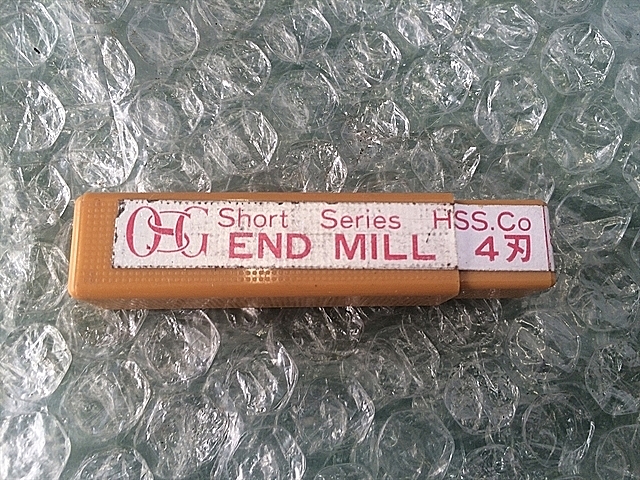 OSG Short Series HSS.Co
END MILL 4刃